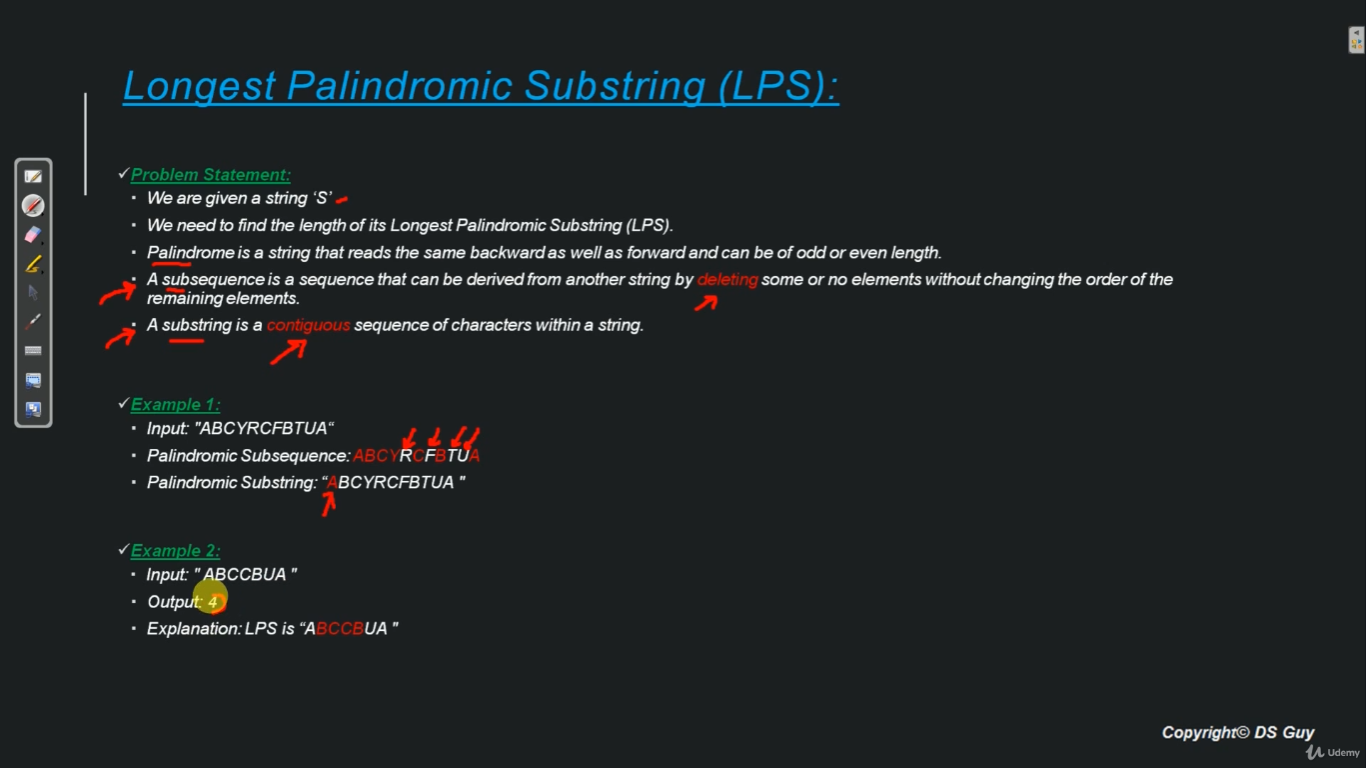 Longest Palindromic Substring (LPS):
✓Problem Statement:
▪ We are given a string ‘S’
▪ We need to find the length of its Longest Palindromic Substring (LPS).
▪ Palindrome is a string that reads the same backward as well as forward and can be of odd or even length.
▪ A subsequence is a sequence that can be derived from another string by deleting some or no elements without changing the order of the
remaining elements.
▪ A substring is a contiguous sequence of characters within a string.
✓Example 1:
▪ Input: "ABCYRCFBTUA“
▪ Palindromic Subsequence: ABCYRCFBTUA
▪ Palindromic Substring: “ABCYRCFBTUA "
✓Example 2:
▪ Input: " ABCCBUA "
▪ Output: 4
▪ Explanation: LPS is “ABCCBUA "
Copyright© DS Guy
Udemy